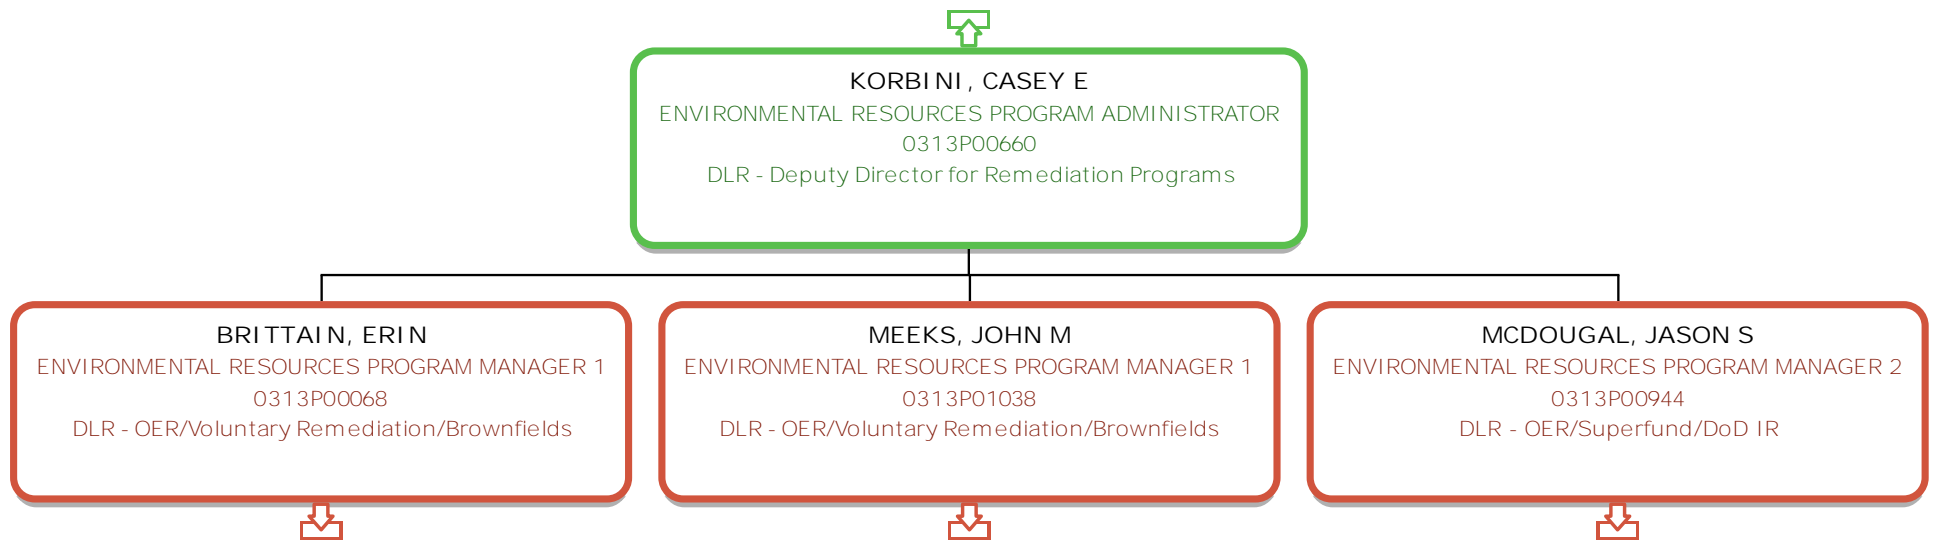 KORBINI, CASEY E
ENVIRONMENTAL RESOURCES PROGRAM ADMINISTRATOR
0313P00660
DLR - Deputy Director for Remediation Programs
BRITTAIN, ERIN
ENVIRONMENTAL RESOURCES PROGRAM MANAGER 1
0313P00068
DLR - OER/Voluntary Remediation/Brownfields
MEEKS, JOHN M
ENVIRONMENTAL RESOURCES PROGRAM MANAGER 1
0313P01038
DLR - OER/Voluntary Remediation/Brownfields
MCDOUGAL, JASON S
ENVIRONMENTAL RESOURCES PROGRAM MANAGER 2
0313P00944
DLR - OER/Superfund/DoD IR